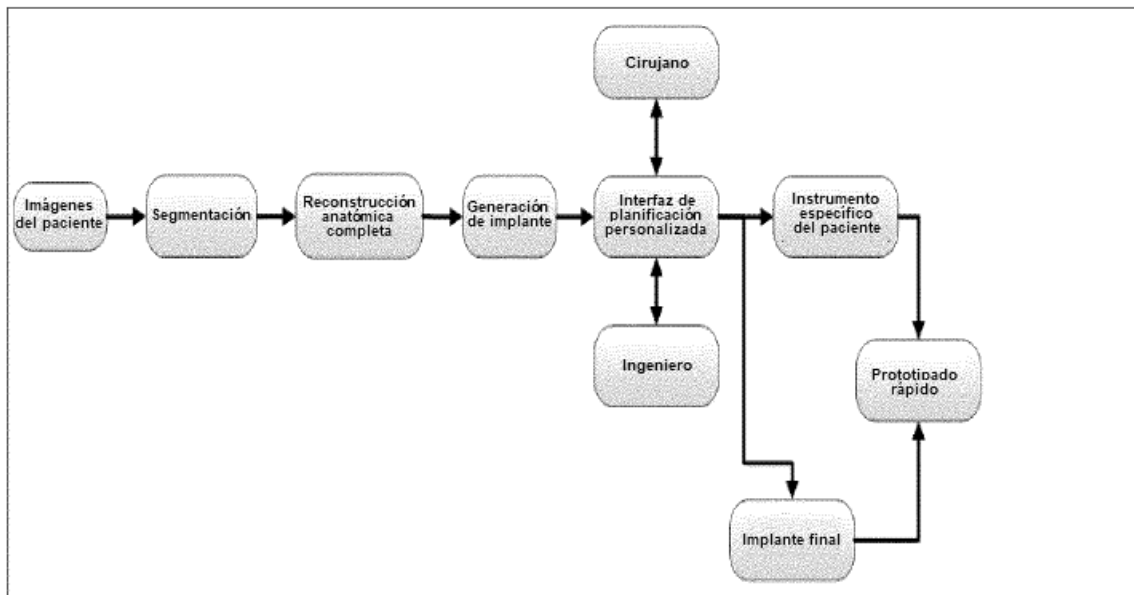 Cirujano
Imágenes
del paciente
Segmentación
Reconstrucción
anatómica
completa
Generación
de implante
Interfaz de
planificación
personalizada
Instrumento
específico
del paciente
Ingeniero
Prototipado
rápido
Implante final